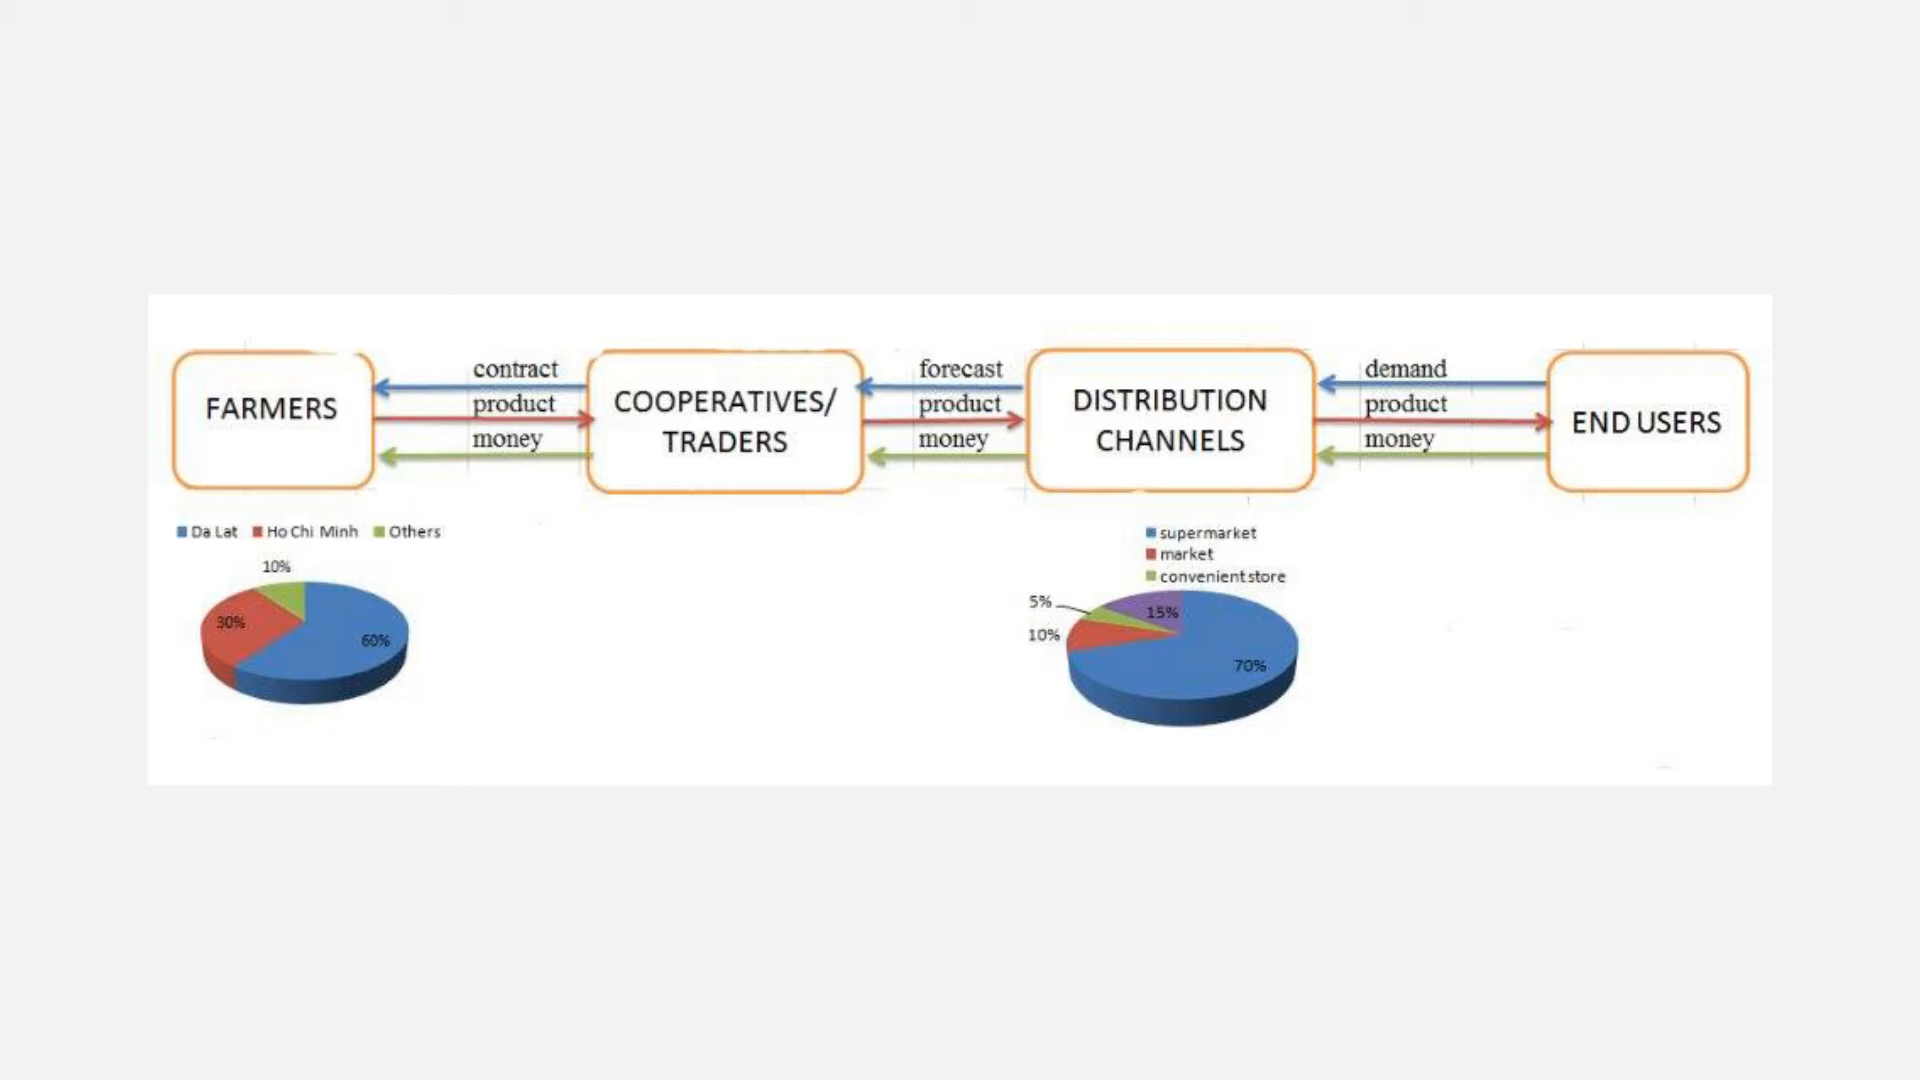 FARMERS
contract
product
money
COOPERATIVES/
TRADERS
forecast
product
money
DISTRIBUTION
CHANNELS
demand
product
money
END USERS
Da Lat Ho Chi Minh Others
10%
30%
60%
supermarket
market
convenient store
5%
15%
10%
70%